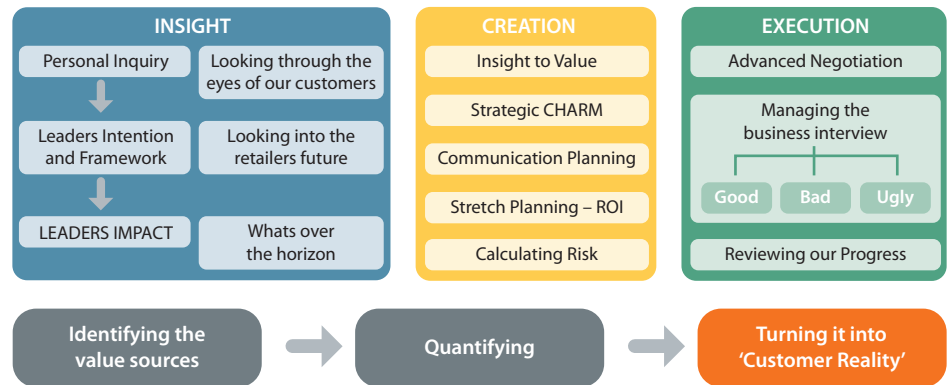 INSIGHT
Personal Inquiry
Looking through the
eyes of our customers
Leaders Intention
and Framework
Looking into the
retailers future
LEADERS IMPACT
Whats over
the horizon
CREATION
Insight to Value
Strategic CHARM
Communication Planning
Stretch Planning – ROI
Calculating Risk
EXECUTION
Advanced Negotiation
Managing the
business interview
Good
Bad
Ugly
Reviewing our Progress
Identifying the
value sources
Quantifying
Turning it into
‘Customer Reality’